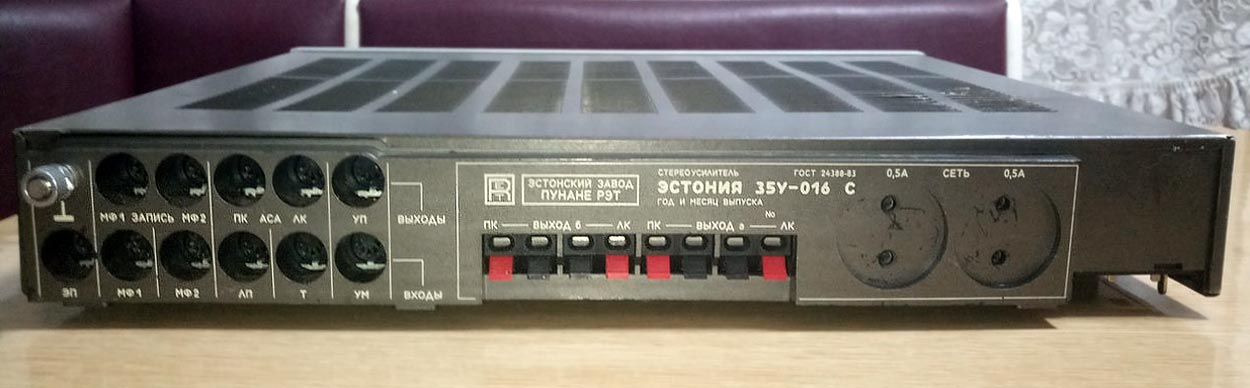 МФ1 ЗАПИСЬ МФ2 ПК АСА ЛК УП
ВЫХОДЫ
ЭП МФ1 МФ2 ЛП Т УМ
ВХОДЫ
ЭСТОНСКИЙ ЗАВОД
ПУНАНЕ РЭТ
СТЕРЕОУСИЛИТЕЛЬ
ЭСТОНИЯ 35У-016 С
ГОД И МЕСЯЦ ВЫПУСКА
№
ГОСТ 24388-83
0,5А СЕТЬ 0,5А
ПК ВЫХОД б ЛК ПК ВЫХОД а ЛК